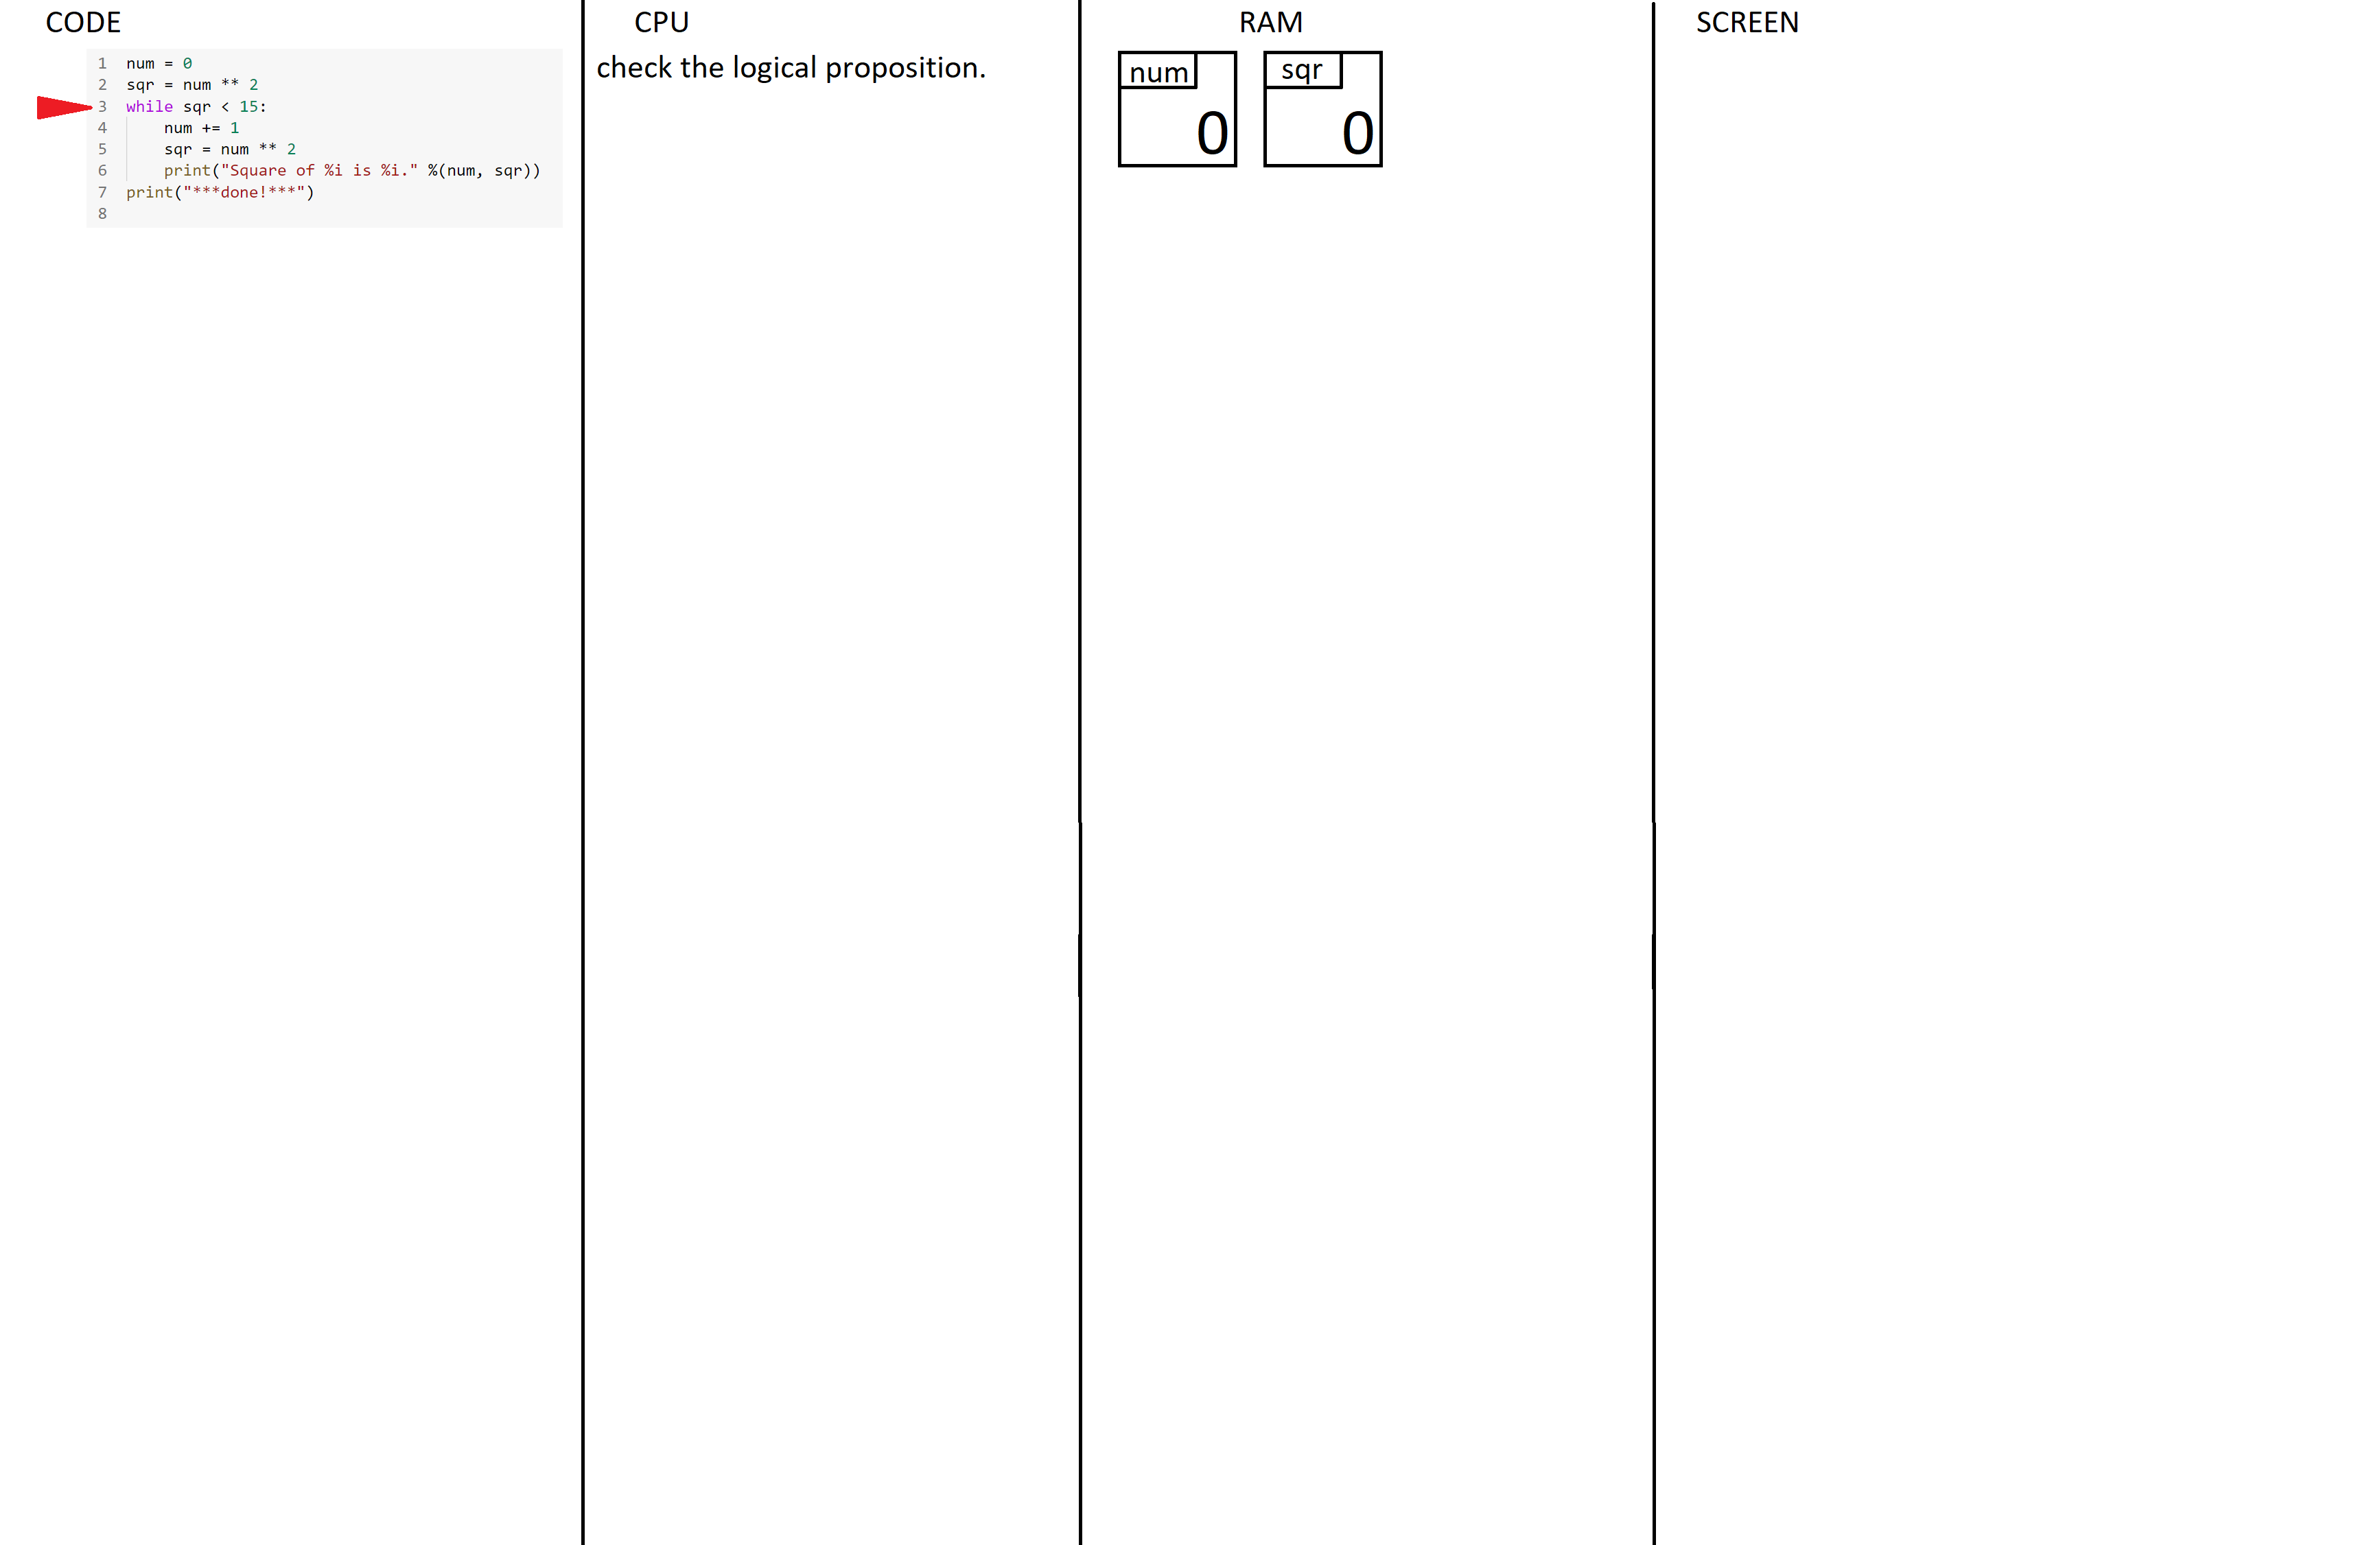 CODE
1 num = 0
2 sqr = num ** 2
3 while sqr < 15:
4     num += 1
5     sqr = num ** 2
6     print("Square of %i is %i." %(num, sqr))
7 print("***done!***")
8
CPU
check the logical proposition.
RAM
num
0
sqr
0
SCREEN